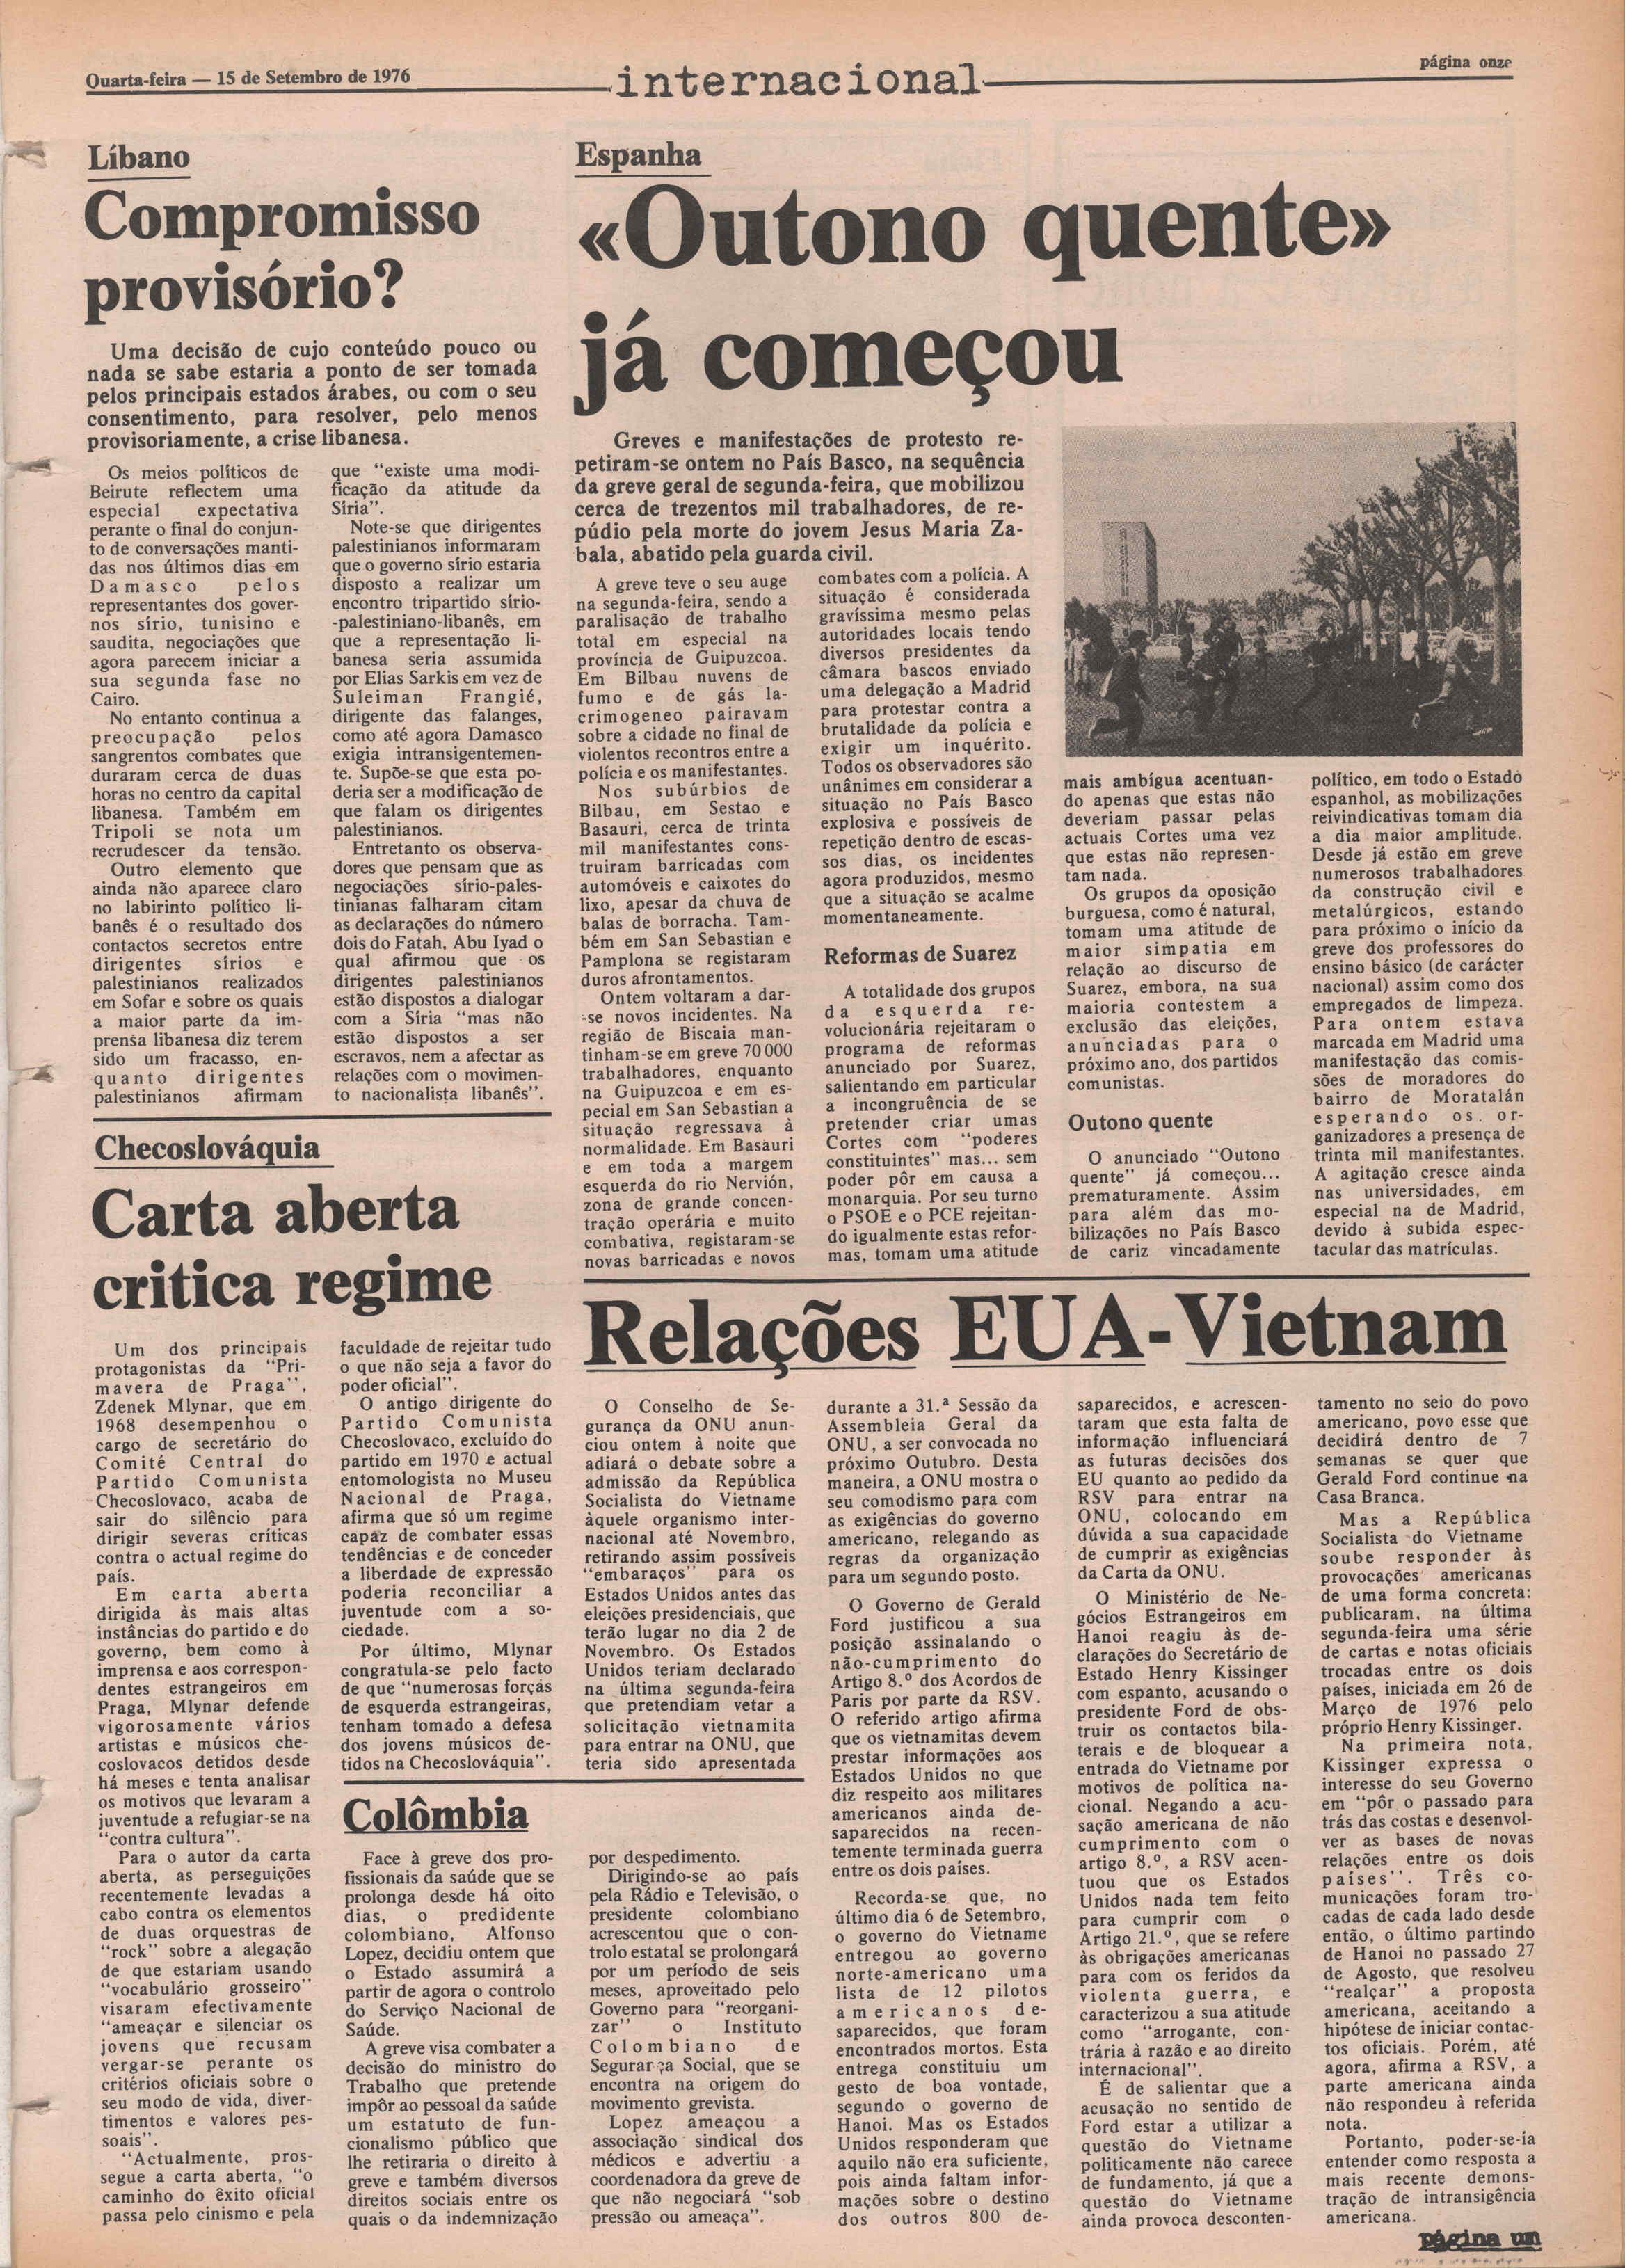 Quarta-feira — 15 de Setembro de 1976
internacional
página onze
Líbano
Compromisso
provisório?
Uma decisão de cujo conteúdo pouco ou
nada se sabe estaria a ponto de ser tomada
pelos principais estados árabes, ou com o seu
consentimento, para resolver, pelo menos
provisoriamente, a crise libanesa.
Os meios políticos de
Beirute reflectem uma
especial expectativa
perante o final do conjun-
to de conversações manti-
das nos últimos dias em
Damasco pelos
representantes dos gover-
nos sírio, tunisino e
saudita, negociações que
agora parecem iniciar a
sua segunda fase no
Cairo.
No entanto continua a
preocupação pelos
sangrentos combates que
duraram cerca de duas
horas no centro da capital
libanesa. Também em
Tripoli se nota um
recrudescer da tensão.
Outro elemento que
ainda não aparece claro
no labirinto político li-
banês é o resultado dos
contactos secretos entre
dirigentes sírios e
palestinianos realizados
em Sofar e sobre os quais
a maior parte da im-
prensa libanesa diz terem
sido um fracasso, en-
quanto dirigentes
palestinianos afirmam
que "existe uma modi-
ficação da atitude da
Síria".
Note-se que dirigentes
palestinianos informaram
que o governo sírio estaria
disposto a realizar um
encontro tripartido sírio-
-palestiniano-libanês, em
que a representação li-
banesa seria assumida
por Elias Sarkis em vez de
Suleiman Frangié,
dirigente das falanges,
como até agora Damasco
exigia intransigentemen-
te. Supõe-se que esta po-
deria ser a modificação de
que falam os dirigentes
palestinianos.
Entretanto os observa-
dores que pensam que as
negociações sírio-pales-
tinianas falharam citam
as declarações do número
dois do Fatah, Abu Iyad o
qual afirmou que os
dirigentes palestinianos
estão dispostos a dialogar
com a Síria "mas não
estão dispostos a ser
escravos, nem a afectar as
relações com o movimen-
to nacionalista libanês".
Espanha
«Outono quente»
já começou
Greves e manifestações de protesto re-
petiram-se ontem no País Basco, na sequência
da greve geral de segunda-feira, que mobilizou
cerca de trezentos mil trabalhadores, de re-
púdio pela morte do jovem Jesus Maria Za-
bala, abatido pela guarda civil.
A greve teve o seu auge
na segunda-feira, sendo a
paralisação de trabalho
total em especial na
província de Guipuzcoa.
Em Bilbau nuvens de
fumo e de gás la-
crimogeneo pairavam
sobre a cidade no final de
violentos recontros entre a
polícia e os manifestantes.
Nos subúrbios de
Bilbau, em Sestao e
Basauri, cerca de trinta
mil manifestantes cons-
truiram barricadas com
automóveis e caixotes do
lixo, apesar da chuva de
balas de borracha. Tam-
bém em San Sebastian e
Pamplona se registaram
duros afrontamentos.
Ontem voltaram a dar-
-se novos incidentes. Na
região de Biscaia man-
tinham-se em greve 70 000
trabalhadores, enquanto
na Guipuzcoa e em es-
pecial em San Sebastian a
situação regressava à
normalidade. Em Basauri
e em toda a margem
esquerda do rio Nervión,
zona de grande concen-
tração operária e muito
combativa, registaram-se
novas barricadas e novos
combates com a polícia. A
situação é considerada
gravíssima mesmo pelas
autoridades locais tendo
diversos presidentes da
câmara bascos enviado
uma delegação a Madrid
para protestar contra a
brutalidade da polícia e
exigir um inquérito.
Todos os observadores são
unânimes em considerar a
situação no País Basco
explosiva e possíveis de
repetição dentro de escas-
sos dias, os incidentes
agora produzidos, mesmo
que a situação se acalme
momentaneamente.
Reformas de Suarez
A totalidade dos grupos
da esquerda re-
volucionária rejeitaram o
programa de reformas
anunciado por Suarez,
salientando em particular
a incongruência de se
pretender criar umas
Cortes com "poderes
constituintes" mas... sem
poder pôr em causa a
monarquia. Por seu turno
o PSOE e o PCE rejeitan-
do igualmente estas refor-
mas, tomam uma atitude
mais ambígua acentuan-
do apenas que estas não
deveriam passar pelas
actuais Cortes uma vez
que estas não represen-
tam nada.
Os grupos da oposição
burguesa, como é natural,
tomam uma atitude de
maior simpatia em
relação ao discurso de
Suarez, embora, na sua
maioria contestem a
exclusão das eleições,
anunciadas para o
próximo ano, dos partidos
comunistas.
Outono quente
O anunciado "Outono
quente" já começou...
prematuramente. Assim
para além das mo-
bilizações no País Basco
de cariz vincadamente
político, em todo o Estado
espanhol, as mobilizações
reivindicativas tomam dia
a dia maior amplitude.
Desde já estão em greve
numerosos trabalhadores
da construção civil e
metalúrgicos, estando
para próximo o início da
greve dos professores do
ensino básico (de carácter
nacional) assim como dos
empregados de limpeza.
Para ontem estava
marcada em Madrid uma
manifestação das comis-
sões de moradores do
bairro de Moratalán
esperando os or-
ganizadores a presença de
trinta mil manifestantes.
A agitação cresce ainda
nas universidades, em
especial na de Madrid,
devido à subida espec-
tacular das matrículas.
Checoslováquia
Carta aberta
critica regime
Um dos principais
protagonistas da "Pri-
mavera de Praga",
Zdenek Mlynar, que em
1968 desempenhou o
cargo de secretário do
Comité Central do
Partido Comunista
Checoslovaco, acaba de
sair do silêncio para
dirigir severas críticas
contra o actual regime do
país.
Em carta aberta
dirigida às mais altas
instâncias do partido e do
governo, bem como à
imprensa e aos correspon-
dentes estrangeiros em
Praga, Mlynar defende
vigorosamente vários
artistas e músicos che-
coslovacos detidos desde
há meses e tenta analisar
os motivos que levaram a
juventude a refugiar-se na
"contra cultura".
Para o autor da carta
aberta, as perseguições
recentemente levadas a
cabo contra os elementos
de duas orquestras de
"rock" sobre a alegação
de que estariam usando
"vocabulário grosseiro"
visaram efectivamente
"ameaçar e silenciar os
jovens que recusam
vergar-se perante os
critérios oficiais sobre o
seu modo de vida, diver-
timentos e valores pes-
soais".
"Actualmente, pros-
segue a carta aberta, "o
caminho do êxito oficial
passa pelo cinismo e pela
faculdade de rejeitar tudo
o que não seja a favor do
poder oficial".
O antigo dirigente do
Partido Comunista
Checoslovaco, excluído do
partido em 1970 e actual
entomologista no Museu
Nacional de Praga,
afirma que só um regime
capaz de combater essas
tendências e de conceder
a liberdade de expressão
poderia reconciliar a
juventude com a so-
ciedade.
Por último, Mlynar
congratula-se pelo facto
de que "numerosas forças
de esquerda estrangeiras,
tenham tomado a defesa
dos jovens músicos de-
tidos na Checoslováquia".
Colômbia
Face à greve dos pro-
fissionais da saúde que se
prolonga desde há oito
dias, o predidente
colombiano, Alfonso
Lopez, decidiu ontem que
o Estado assumirá a
partir de agora o controlo
do Serviço Nacional de
Saúde.
A greve visa combater a
decisão do ministro do
Trabalho que pretende
impôr ao pessoal da saúde
um estatuto de fun-
cionalismo público que
lhe retiraria o direito à
greve e também diversos
direitos sociais entre os
quais o da indemnização
por despedimento.
Dirigindo-se ao país
pela Rádio e Televisão, o
presidente colombiano
acrescentou que o con-
trolo estatal se prolongará
por um período de seis
meses, aproveitado pelo
Governo para "reorgani-
zar" o Instituto
Colombiano de
Segurança Social, que se
encontra na origem do
movimento grevista.
Lopez ameaçou a
associação sindical dos
médicos e advertiu a
coordenadora da greve de
que não negociará "sob
pressão ou ameaça".
Relações EUA-Vietnam
O Conselho de Se-
gurança da ONU anun-
ciou ontem à noite que
adiará o debate sobre a
admissão da República
Socialista do Vietname
àquele organismo inter-
nacional até Novembro,
retirando assim possíveis
"embaraços" para os
Estados Unidos antes das
eleições presidenciais, que
terão lugar no dia 2 de
Novembro. Os Estados
Unidos teriam declarado
na última segunda-feira
que pretendiam vetar a
solicitação vietnamita
para entrar na ONU, que
teria sido apresentada
durante a 31.ª Sessão da
Assembleia Geral da
ONU, a ser convocada no
próximo Outubro. Desta
maneira, a ONU mostra o
seu comodismo para com
as exigências do governo
americano, relegando as
regras da organização
para um segundo posto.
O Governo de Gerald
Ford justificou a sua
posição assinalando o
não-cumprimento do
Artigo 8.º dos Acordos de
Paris por parte da RSV.
O referido artigo afirma
que os vietnamitas devem
prestar informações aos
Estados Unidos no que
diz respeito aos militares
americanos ainda de-
saparecidos na recen-
temente terminada guerra
entre os dois países.
Recorda-se que, no
último dia 6 de Setembro,
o governo do Vietname
entregou ao governo
norte-americano uma
lista de 12 pilotos
americanos de-
saparecidos, que foram
encontrados mortos. Esta
entrega constituiu um
gesto de boa vontade,
segundo o governo de
Hanoi. Mas os Estados
Unidos responderam que
aquilo não era suficiente,
pois ainda faltam infor-
mações sobre o destino
dos outros 800 de-
saparecidos, e acrescen-
taram que esta falta de
informação influenciará
as futuras decisões dos
EU quanto ao pedido da
RSV para entrar na
ONU, colocando em
dúvida a sua capacidade
de cumprir as exigências
da Carta da ONU.
O Ministério de Ne-
gócios Estrangeiros em
Hanoi reagiu às de-
clarações do Secretário de
Estado Henry Kissinger
com espanto, acusando o
presidente Ford de obs-
truir os contactos bila-
terais e de bloquear a
entrada do Vietname por
motivos de política na-
cional. Negando a acu-
sação americana de não
cumprimento com o
artigo 8.º, a RSV acen-
tuou que os Estados
Unidos nada tem feito
para cumprir com o
Artigo 21.º, que se refere
às obrigações americanas
para com os feridos da
violenta guerra, e
caracterizou a sua atitude
como "arrogante, con-
trária à razão e ao direito
internacional".
É de salientar que a
acusação no sentido de
Ford estar a utilizar a
questão do Vietname
politicamente não carece
de fundamento, já que a
questão do Vietname
ainda provoca desconten-
tamento no seio do povo
americano, povo esse que
decidirá dentro de 7
semanas se quer que
Gerald Ford continue na
Casa Branca.
Mas a República
Socialista do Vietname
soube responder às
provocações americanas
de uma forma concreta:
publicaram, na última
segunda-feira uma série
de cartas e notas oficiais
trocadas entre os dois
países, iniciada em 26 de
Março de 1976 pelo
próprio Henry Kissinger.
Na primeira nota,
Kissinger expressa o
interesse do seu Governo
em "pôr o passado para
trás das costas e desenvol-
ver as bases de novas
relações entre os dois
países". Três co-
municações foram tro-
cadas de cada lado desde
então, o último partindo
de Hanoi no passado 27
de Agosto, que resolveu
"realçar" a proposta
americana, aceitando a
hipótese de iniciar contac-
tos oficiais. Porém, até
agora, afirma a RSV, a
parte americana ainda
não respondeu à referida
nota.
Portanto, poder-se-ia
entender como resposta a
mais recente demons-
tração de intransigência
americana.
página um